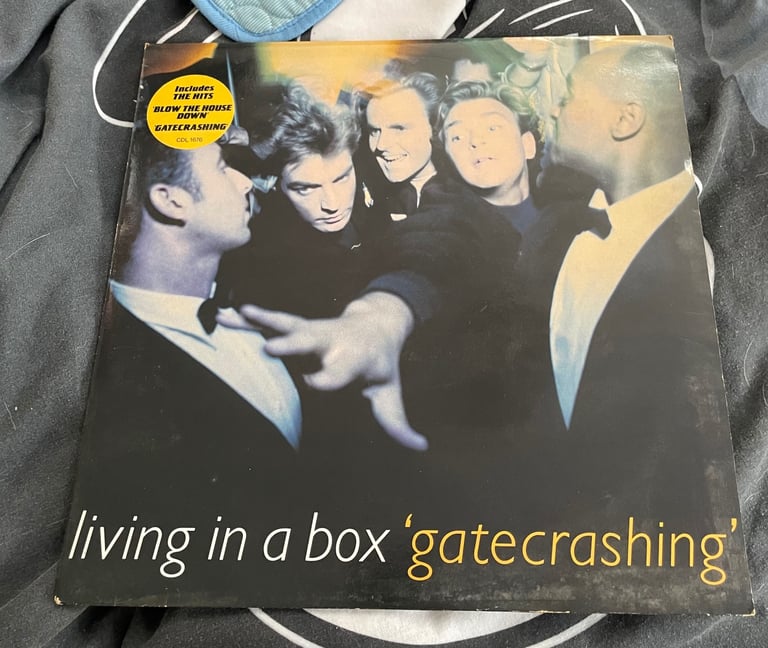 Includes
THE HITS
'BLOW THE HOUSE
DOWN'
'GATECRASHING'
CDL 1676
living in a box 'gatecrashing'